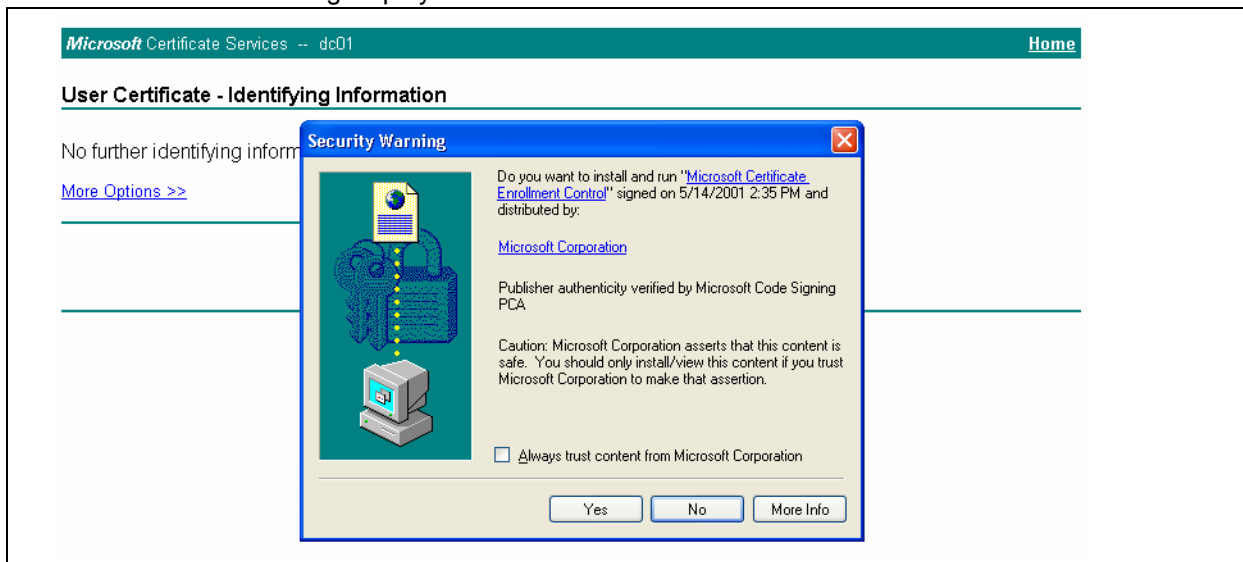 Microsoft Certificate Services -- dc01 Home
User Certificate - Identifying Information
No further identifying inform
More Options >>
Security Warning
Do you want to install and run "Microsoft Certificate
Enrollment Control" signed on 5/14/2001 2:35 PM and
distributed by:
Microsoft Corporation
Publisher authenticity verified by Microsoft Code Signing
PCA
Caution: Microsoft Corporation asserts that this content is
safe. You should only install/view this content if you trust
Microsoft Corporation to make that assertion.
Always trust content from Microsoft Corporation
Yes No More Info